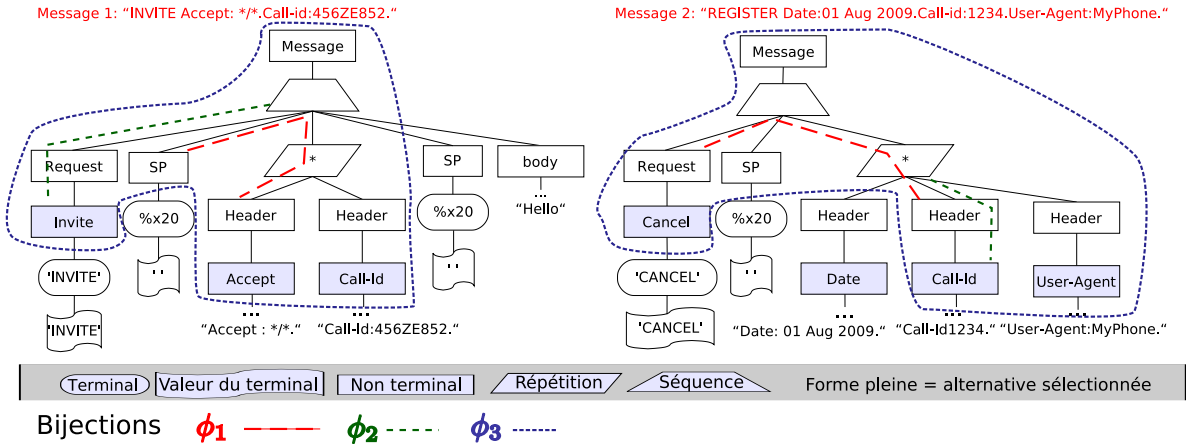 Message 1: “INVITE Accept: */*.Call-id:456ZE852.“
Message 2: “REGISTER Date:01 Aug 2009.Call-id:1234.User-Agent:MyPhone.“
Message
Request
SP
*
SP
body
Invite
%x20
Header
Header
%x20
...
“Hello“
'INVITE'
' '
Accept
Call-Id
' '
'INVITE'
...
...
“Accept : */*.“
“Call-Id:456ZE852.“
Message
Request
SP
*
Cancel
%x20
Header
Header
Header
'CANCEL'
' '
Date
Call-Id
User-Agent
'CANCEL'
...
...
...
“Date: 01 Aug 2009.“
“Call-Id1234.“
“User-Agent:MyPhone.“
Terminal
Valeur du terminal
Non terminal
Répétition
Séquence
Forme pleine = alternative sélectionnée
Bijections
ϕ1
ϕ2
ϕ3